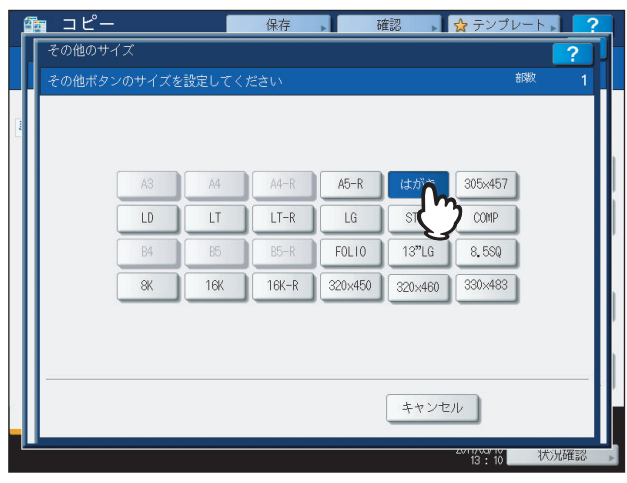 コピー 保存 確認 テンプレート ?
その他のサイズ ?
その他ボタンのサイズを設定してください 部数 1
A3 A4 A4-R A5-R はがき 305x457
LD LT LT-R LG COMP
B4 B5 B5-R FOLIO 13"LG 8.5SQ
8K 16K 16K-R 320x450 320x460 330x483
キャンセル
13:10 状況確認